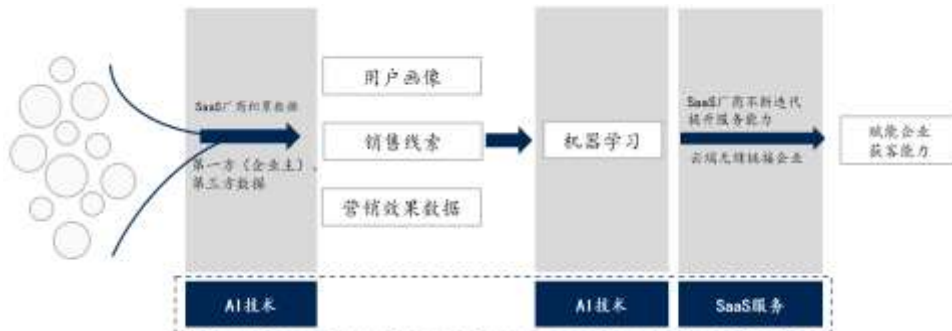 SaaS厂商积累数据
第一方（企业主）、
第三方数据
用户画像
销售线索
营销效果数据
机器学习
SaaS厂商不断迭代
提升服务能力
云端无缝链接企业
赋能企业
获客能力
AI技术
AI技术
SaaS服务